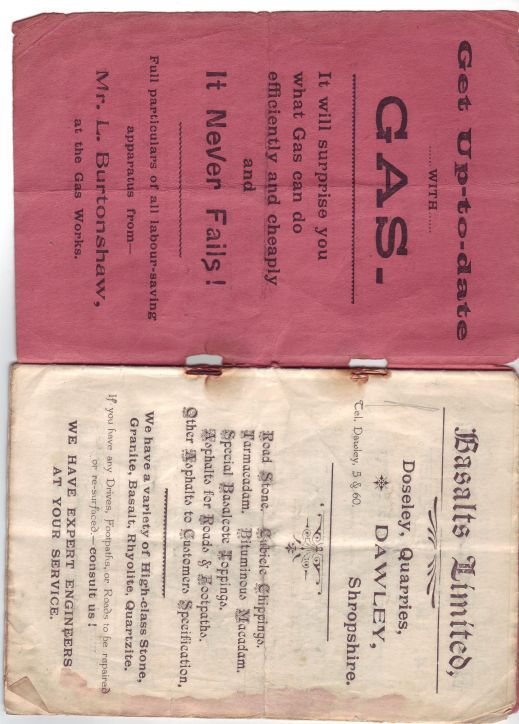 Get Up-to-date
......WITH......
GAS-
It will surprise you
what Gas can do
efficiently and cheaply
and
It Never Fails!
Full particulars of all labour-saving
apparatus from—
Mr. L. Burtonshaw,
at the Gas Works.
Basalts Limited,
Doseley, Quarries,
DAWLEY,
Shropshire.
Tel. Dawley, 5 & 60.
Road Stone. Cubicle Chippings.
Tarmacadam. Bituminous Macadam.
Special Basalcote Toppings.
Asphalts for Roads & Footpaths.
Other Asphalts to Customers Specification,
We have a variety of High-class Stone,
Granite, Basalt, Rhyolite, Quartzite.
If you have any Drives, Footpaths, or Roads to be repaired
or re-surfaced—consult us!
WE HAVE EXPERT ENGINEERS
AT YOUR SERVICE.